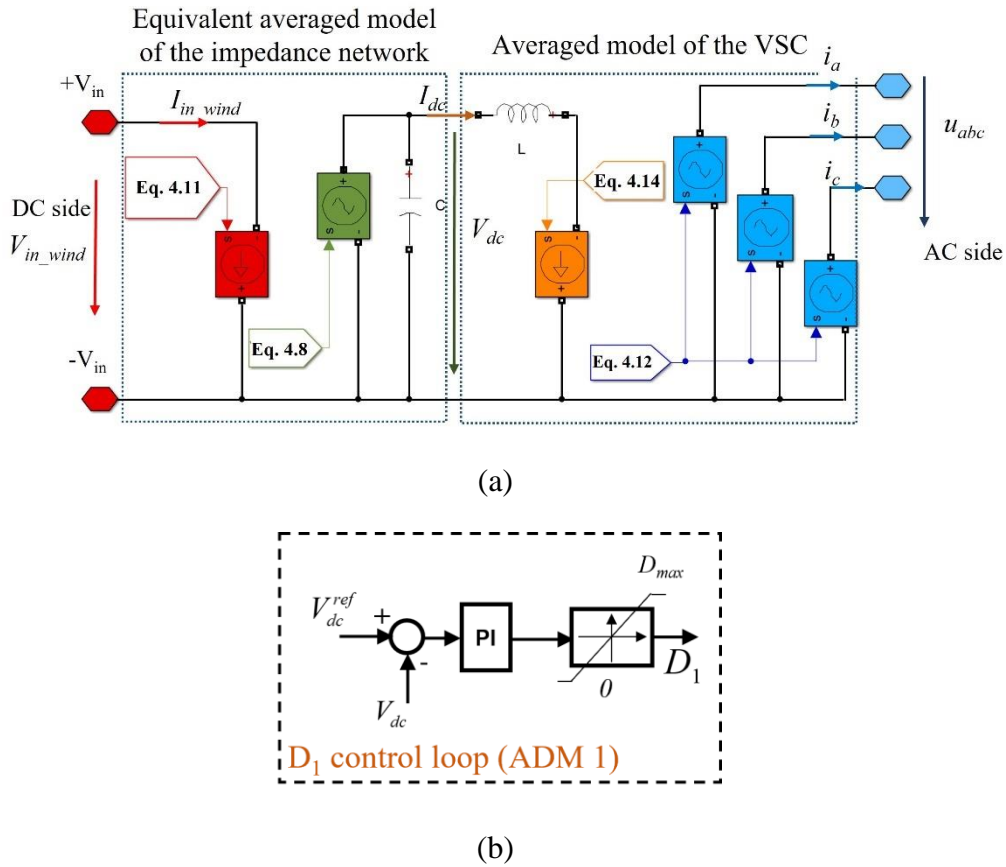 Equivalent averaged model
of the impedance network
Averaged model of the VSC
+V_in
I_in_wind
I_dc
i_a
i_b
i_c
u_abc
L
Eq. 4.11
Eq. 4.14
C
DC side
V_in_wind
V_dc
AC side
s
+
-
Eq. 4.8
Eq. 4.12
-V_in
(a)
D_max
V_dc^ref
+
PI
-
D_1
0
V_dc
D_1 control loop (ADM 1)
(b)